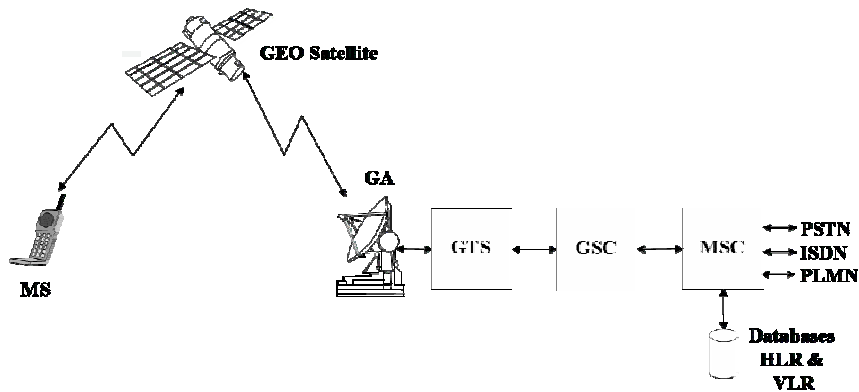 GEO Satellite
GA
GTS
GSC
MSC
PSTN
ISDN
PLMN
MS
Databases
HLR &
VLR